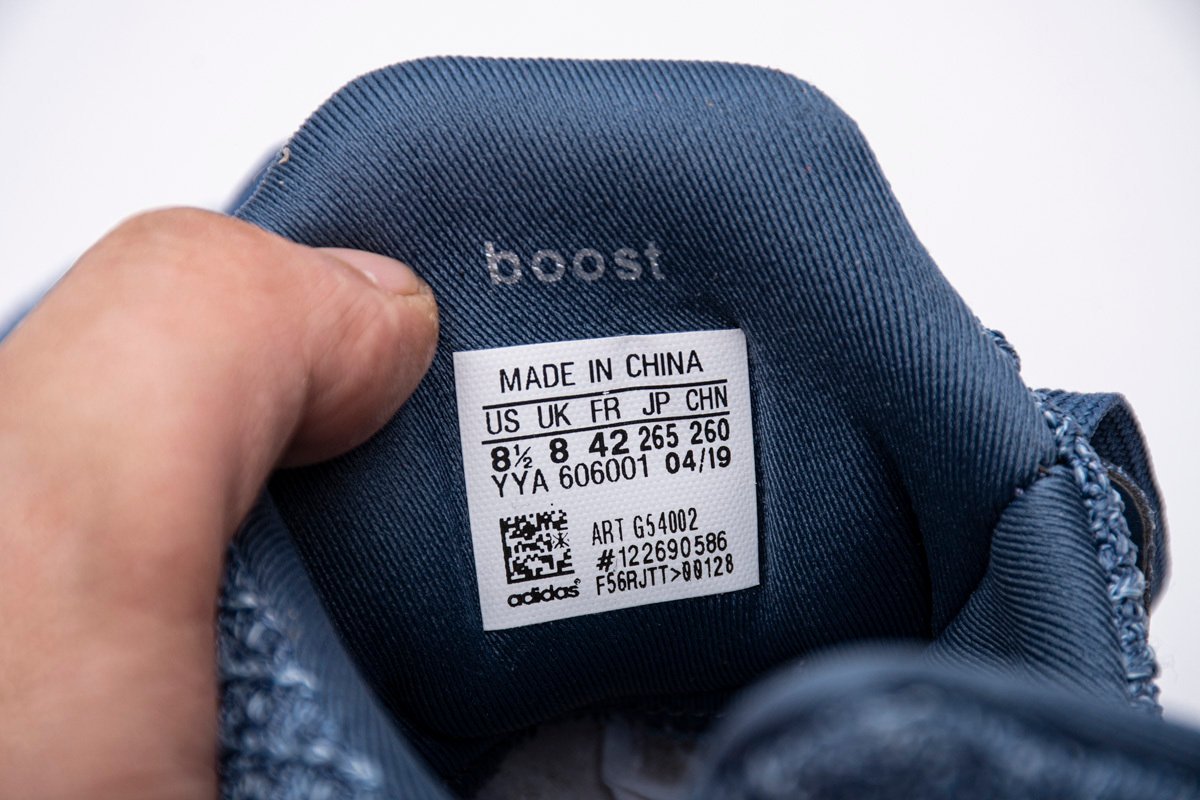 boost
MADE IN CHINA
US UK FR JP CHN
8½ 8 42 265 260
YYA 606001 04/19
ART G54002
#122690586
F56RJTT>00128
adidas®